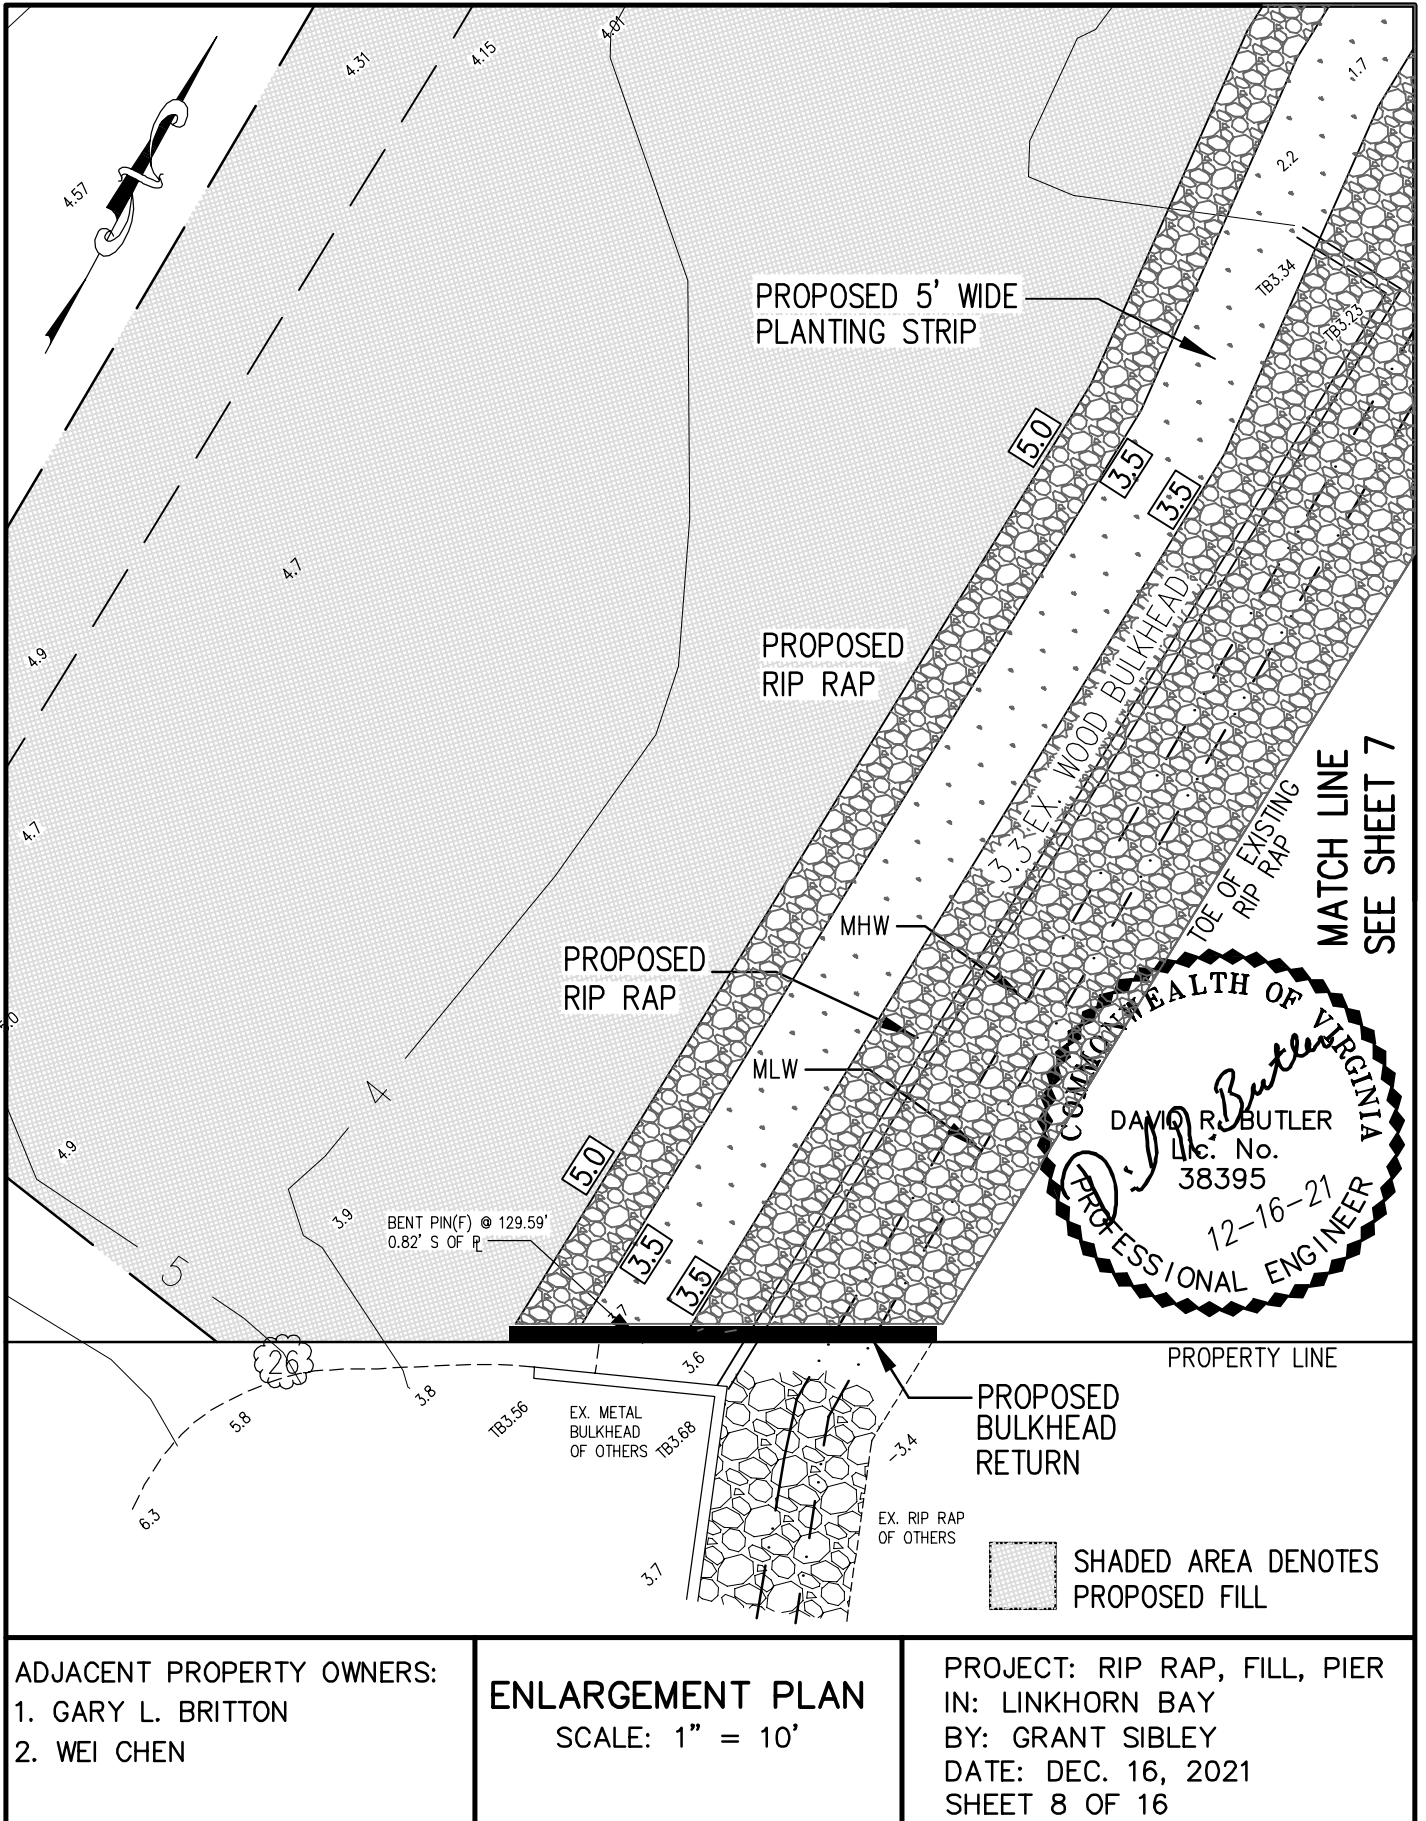 4.31
4.15
4.01
1.7
4.57
2.2
TB3.34
TB3.23
PROPOSED 5' WIDE
PLANTING STRIP
5.0
3.5
3.5
4.7
4.9
PROPOSED
RIP RAP
3.3 EX. WOOD BULKHEAD
4.7
TOE OF EXISTING
RIP RAP
MATCH LINE
SEE SHEET 7
MHW
PROPOSED
RIP RAP
MLW
5.0
4
4.9
COMMONWEALTH OF VIRGINIA
DAVID R. BUTLER
Lic. No.
38395
12-16-21
PROFESSIONAL ENGINEER
5.0
3.9
BENT PIN(F) @ 129.59'
0.82' S OF PL
3.5
3.5
5
3.7
26
PROPERTY LINE
3.6
3.8
5.8
TB3.56
EX. METAL
BULKHEAD
OF OTHERS
TB3.68
PROPOSED
BULKHEAD
RETURN
-3.4
6.3
EX. RIP RAP
OF OTHERS
3.7
SHADED AREA DENOTES
PROPOSED FILL
ADJACENT PROPERTY OWNERS:
1. GARY L. BRITTON
2. WEI CHEN
ENLARGEMENT PLAN
SCALE: 1" = 10'
PROJECT: RIP RAP, FILL, PIER
IN: LINKHORN BAY
BY: GRANT SIBLEY
DATE: DEC. 16, 2021
SHEET 8 OF 16